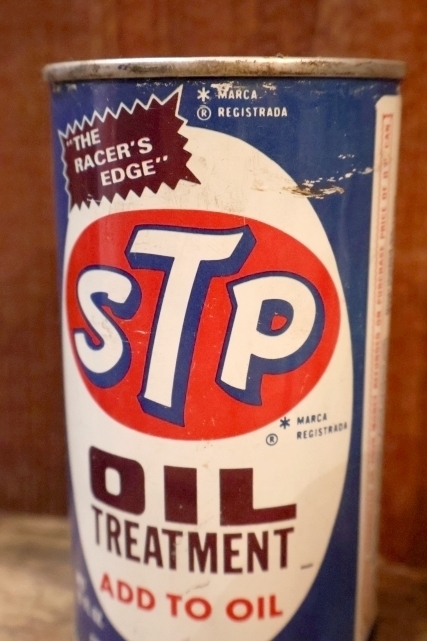 * MARCA
® REGISTRADA
"THE
RACER'S
EDGE"
STP
* MARCA
® REGISTRADA
OIL
TREATMENT
ADD TO OIL